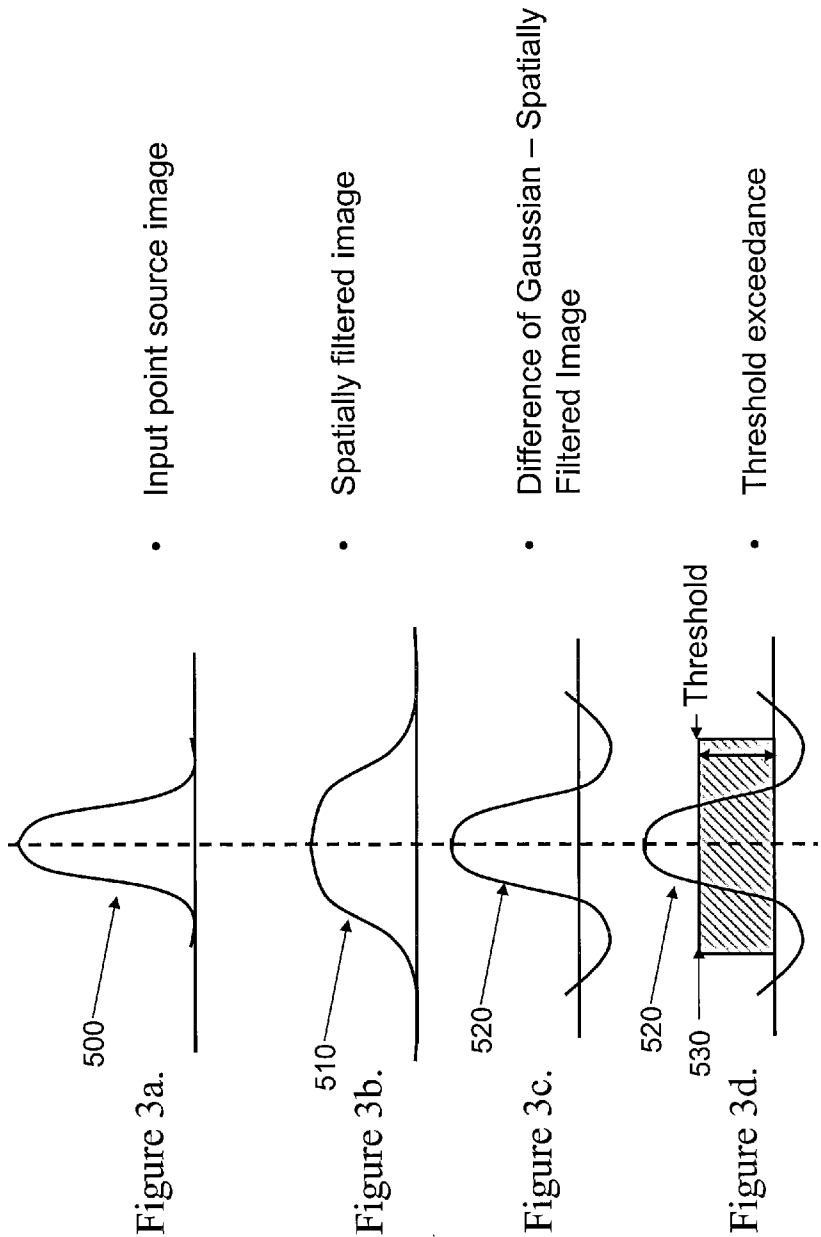 500
Figure 3a.
• Input point source image
510
Figure 3b.
• Spatially filtered image
520
Figure 3c.
• Difference of Gaussian – Spatially
Filtered Image
520
530
Threshold
Figure 3d.
• Threshold exceedance